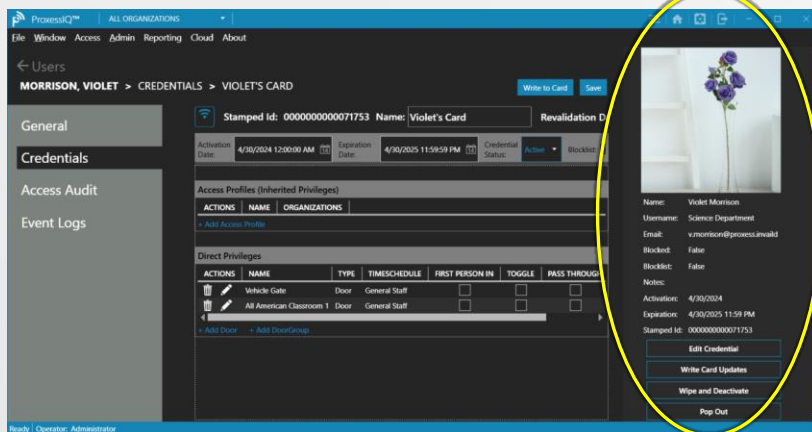 ProxessIQ™ ALL ORGANIZATIONS
File Window Access Admin Reporting Cloud About
Users
MORRISON, VIOLET > CREDENTIALS > VIOLET'S CARD
Write to Card Save
General
Credentials
Access Audit
Event Logs
Stamped Id: 0000000000071753 Name: Violet's Card Revalidation D
Activation Date: 4/30/2024 12:00:00 AM Expiration Date: 4/30/2025 11:59:59 PM Credential Status: Active Blocklist:
Access Profiles (Inherited Privileges)
ACTIONS NAME ORGANIZATIONS
+ Add Access Profile
Direct Privileges
ACTIONS NAME TYPE TIMESCHEDULE FIRST PERSON IN TOGGLE PASS THROUGH
Vehicle Gate Door General Staff
All American Classroom 1 Door General Staff
+ Add Door + Add DoorGroup
Name: Violet Morrison
Username: Science Department
Email: v.morrison@proxess.invaild
Blocked: False
Blocklist: False
Notes:
Activation: 4/30/2024
Expiration: 4/30/2025 11:59 PM
Stamped Id: 0000000000071753
Edit Credential
Write Card Updates
Wipe and Deactivate
Pop Out
Ready Operator: Administrator